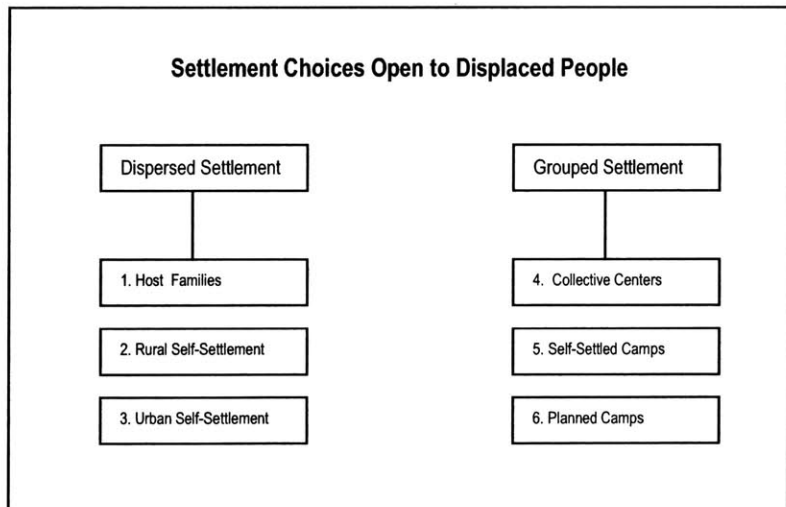 Settlement Choices Open to Displaced People
Dispersed Settlement
1. Host Families
2. Rural Self-Settlement
3. Urban Self-Settlement
Grouped Settlement
4. Collective Centers
5. Self-Settled Camps
6. Planned Camps